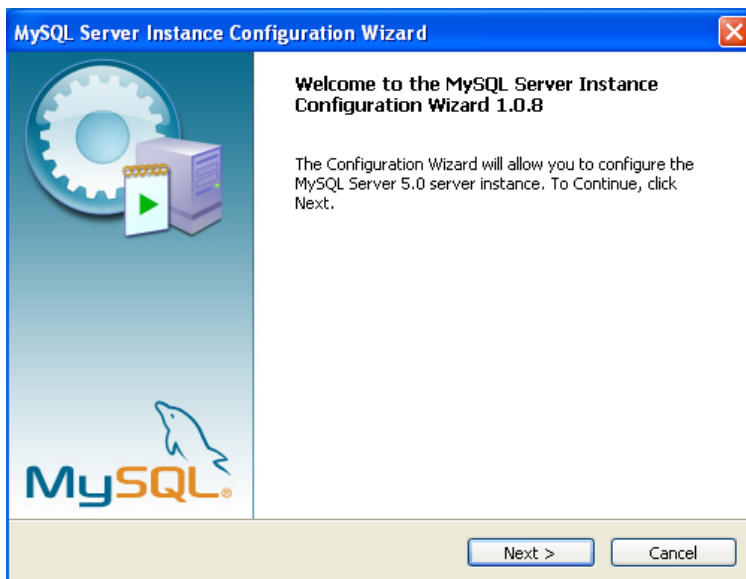 MySQL Server Instance Configuration Wizard
Welcome to the MySQL Server Instance
Configuration Wizard 1.0.8
The Configuration Wizard will allow you to configure the
MySQL Server 5.0 server instance. To Continue, click
Next.
MySQL®
Next >
Cancel